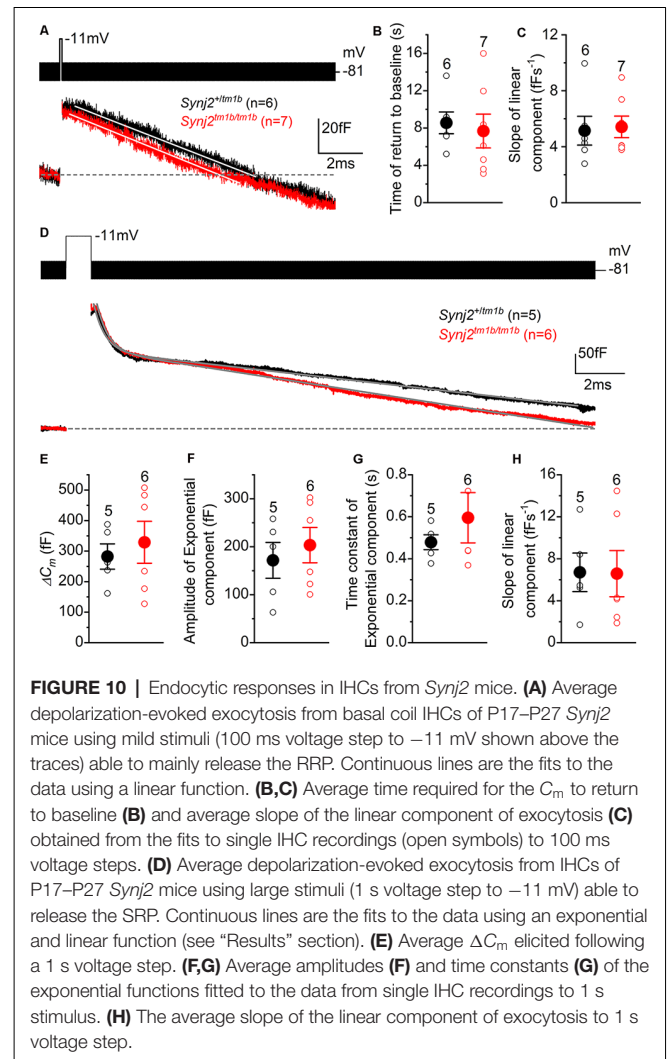 A
-11mV
mV
-81
Synj2+/tm1b (n=6)
Synj2tm1b/tm1b (n=7)
20fF
2ms
B
Time of return to baseline (s)
16
12
8
4
0
6
7
C
Slope of linear
component (fFs-1)
12
8
4
0
6
7
D
-11mV
mV
-81
Synj2+/tm1b (n=5)
Synj2tm1b/tm1b (n=6)
50fF
2ms
E
ΔCm
(fF)
500
400
300
200
100
0
5
6
F
Amplitude of Exponential
component (fF)
300
200
100
0
5
6
G
Time constant of
Exponential component (s)
0.8
0.6
0.4
0.2
0.0
5
6
H
Slope of linear
component (fFs-1)
16
12
8
4
0
5
6
FIGURE 10 | Endocytic responses in IHCs from Synj2 mice. (A) Average
depolarization-evoked exocytosis from basal coil IHCs of P17–P27 Synj2
mice using mild stimuli (100 ms voltage step to −11 mV shown above the
traces) able to mainly release the RRP. Continuous lines are the fits to the
data using a linear function. (B,C) Average time required for the Cm to return
to baseline (B) and average slope of the linear component of exocytosis (C)
obtained from the fits to single IHC recordings (open symbols) to 100 ms
voltage steps. (D) Average depolarization-evoked exocytosis from IHCs of
P17–P27 Synj2 mice using large stimuli (1 s voltage step to −11 mV) able to
release the SRP. Continuous lines are the fits to the data using an exponential
and linear function (see “Results” section). (E) Average ΔCm elicited following
a 1 s voltage step. (F,G) Average amplitudes (F) and time constants (G) of the
exponential functions fitted to the data from single IHC recordings to 1 s
stimulus. (H) The average slope of the linear component of exocytosis to 1 s
voltage step.